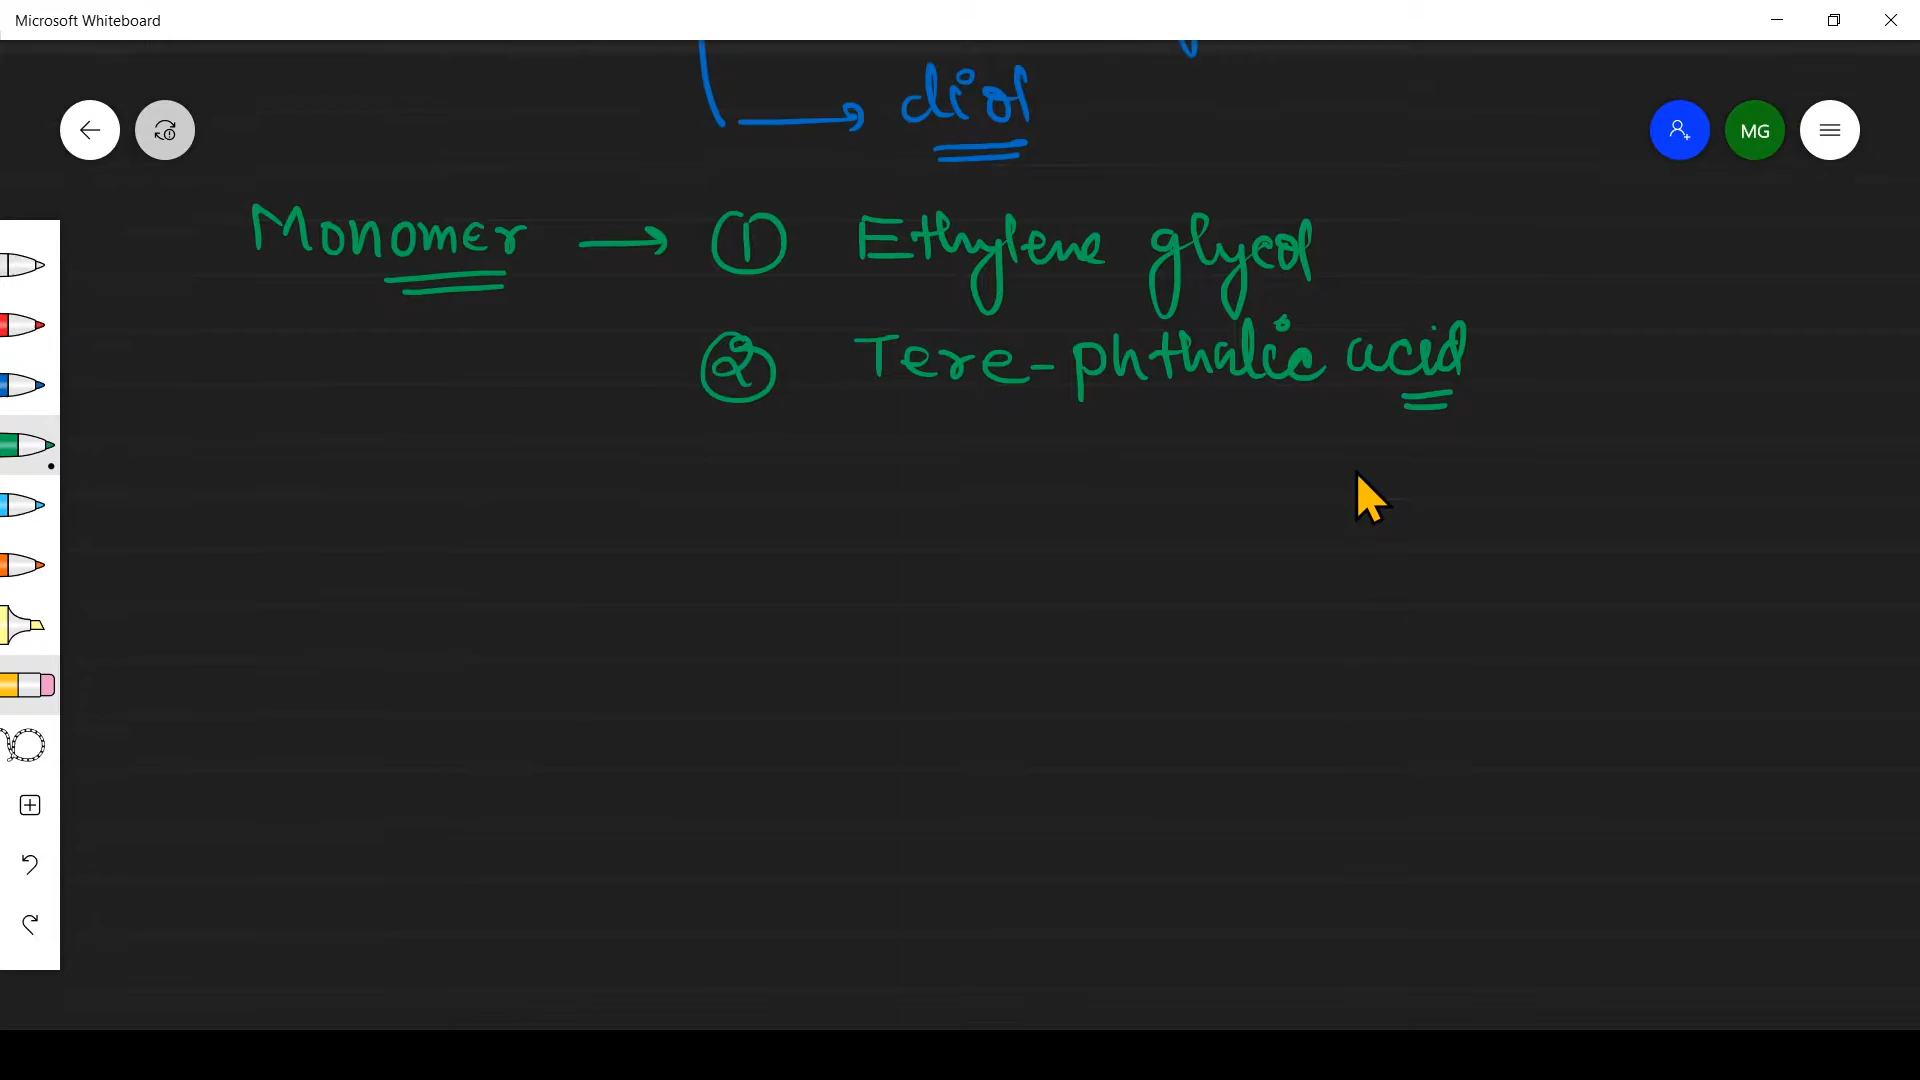 Microsoft Whiteboard
diol
MG
Monomer → ① Ethylene glycol
② Tere-phthalic acid